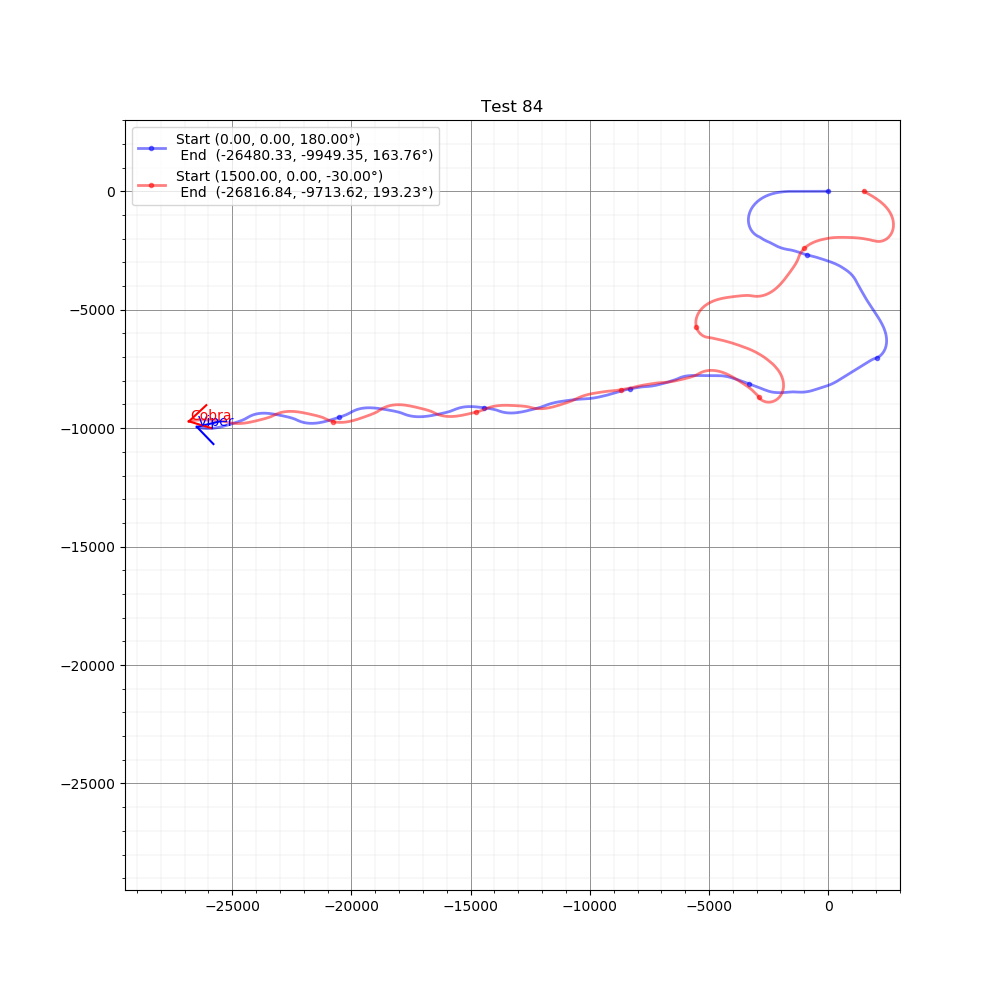 Test 84
Start (0.00, 0.00, 180.00°)
End (-26480.33, -9949.35, 163.76°)
Start (1500.00, 0.00, -30.00°)
End (-26816.84, -9713.62, 193.23°)
0
−5000
−10000
−15000
−20000
−25000
Cobra
Viper
−25000 −20000 −15000 −10000 −5000 0